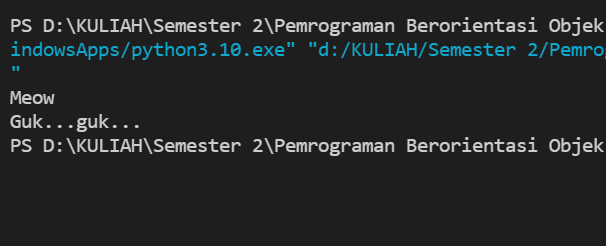 PS D:\KULIAH\Semester 2\Pemrograman Berorientasi Objek
indowsApps/python3.10.exe" "d:/KULIAH/Semester 2/Pemro
"
Meow
Guk...guk...
PS D:\KULIAH\Semester 2\Pemrograman Berorientasi Objek